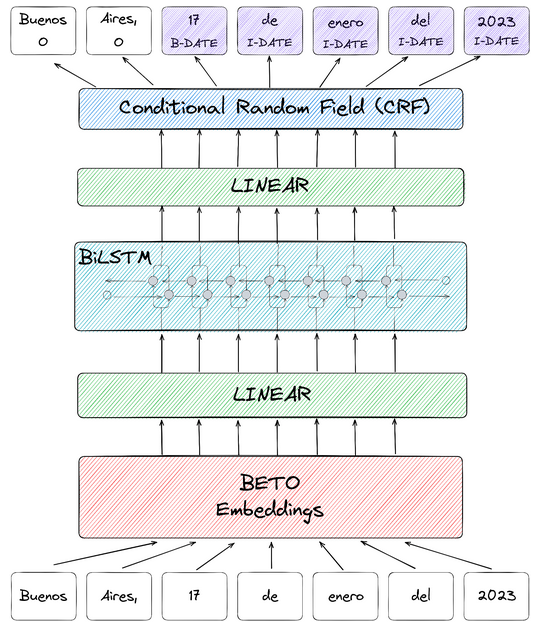 Buenos Aires, 17 de enero del 2023
O O B-DATE I-DATE I-DATE I-DATE I-DATE
Conditional Random Field (CRF)
LINEAR
BiLSTM
LINEAR
BETO
Embeddings
Buenos Aires, 17 de enero del 2023